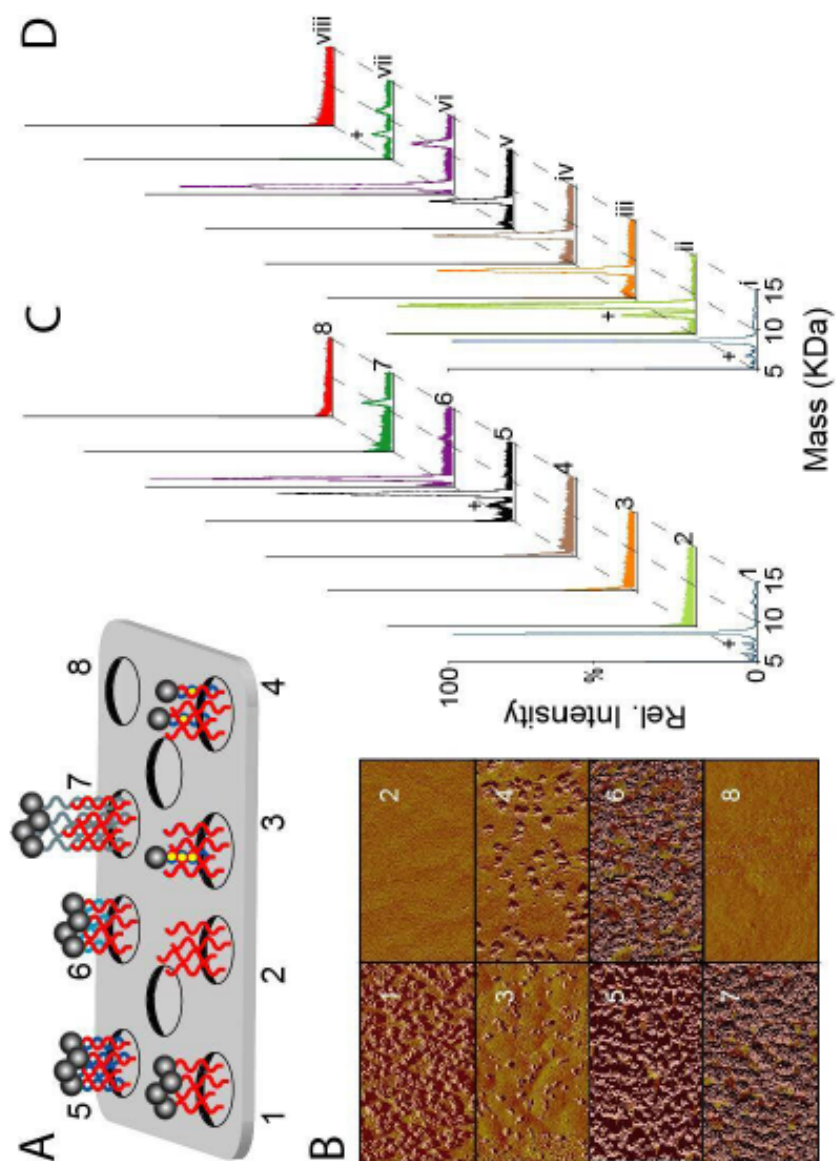 A
5 6 7 8
1 2 3 4
B
1 2
3 4
5 6
7 8
C
8
7
6
+ 5
4
3
2
+ 1
100
%
0
Rel. Intensity
5 10 15
D
viii
+ vii
vi
v
iv
iii
+ ii
+ i
5 10 15
Mass (KDa)